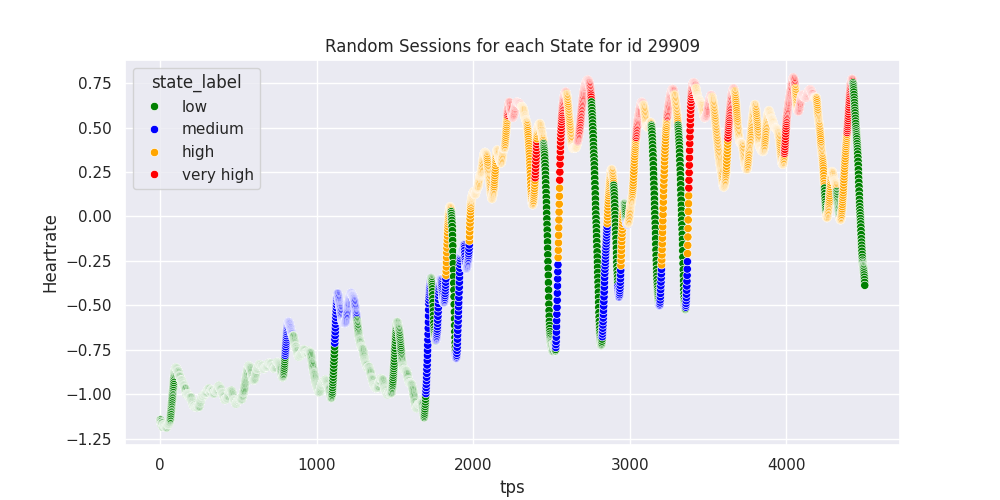 Random Sessions for each State for id 29909
state_label
low
medium
high
very high
Heartrate
0.75
0.50
0.25
0.00
−0.25
−0.50
−0.75
−1.00
−1.25
0 1000 2000 3000 4000
tps